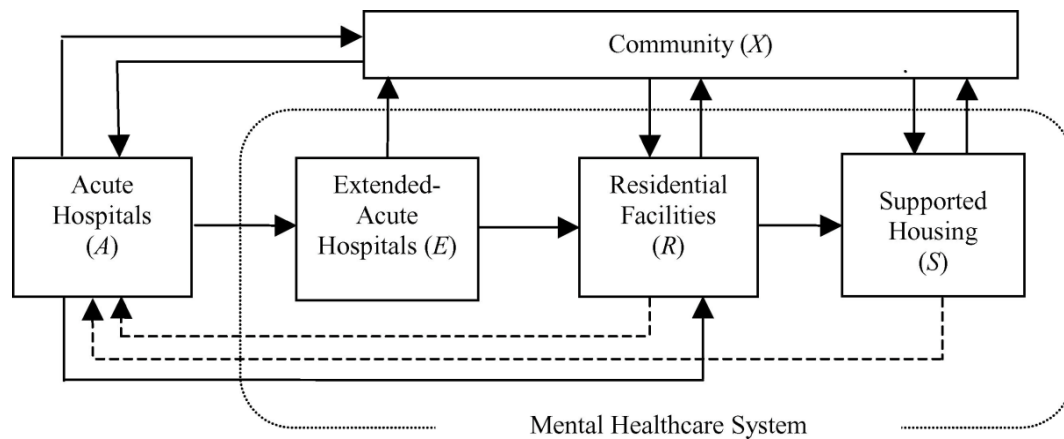 Community (X)
Acute
Hospitals
(A)
Extended-
Acute
Hospitals (E)
Residential
Facilities
(R)
Supported
Housing
(S)
Mental Healthcare System